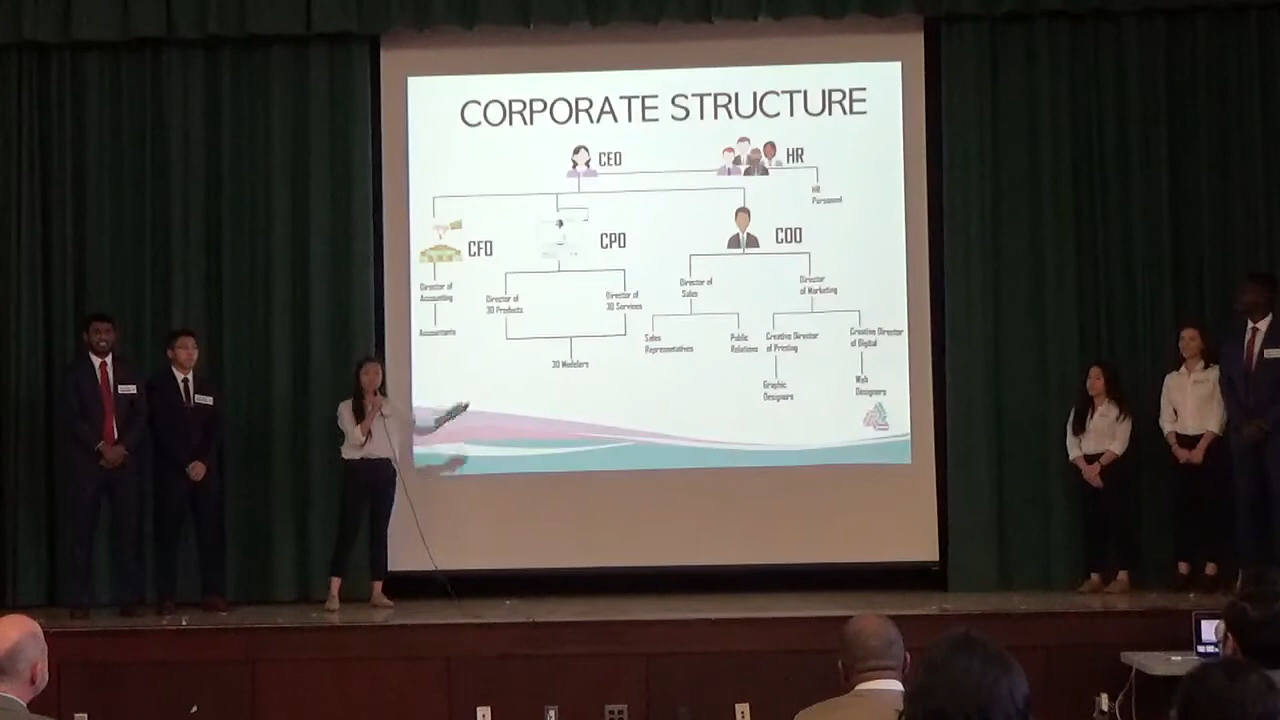 CORPORATE STRUCTURE
CEO
HR
HR
Personnel
CFO
CPO
COO
Director of
Accounting
Accountants
Director of
3D Products
Director of
3D Services
3D Modelers
Director of
Sales
Director
of Marketing
Sales
Representatives
Public
Relations
Creative Director
of Printing
Creative Director
of Digital
Graphic
Designers
Web
Designers